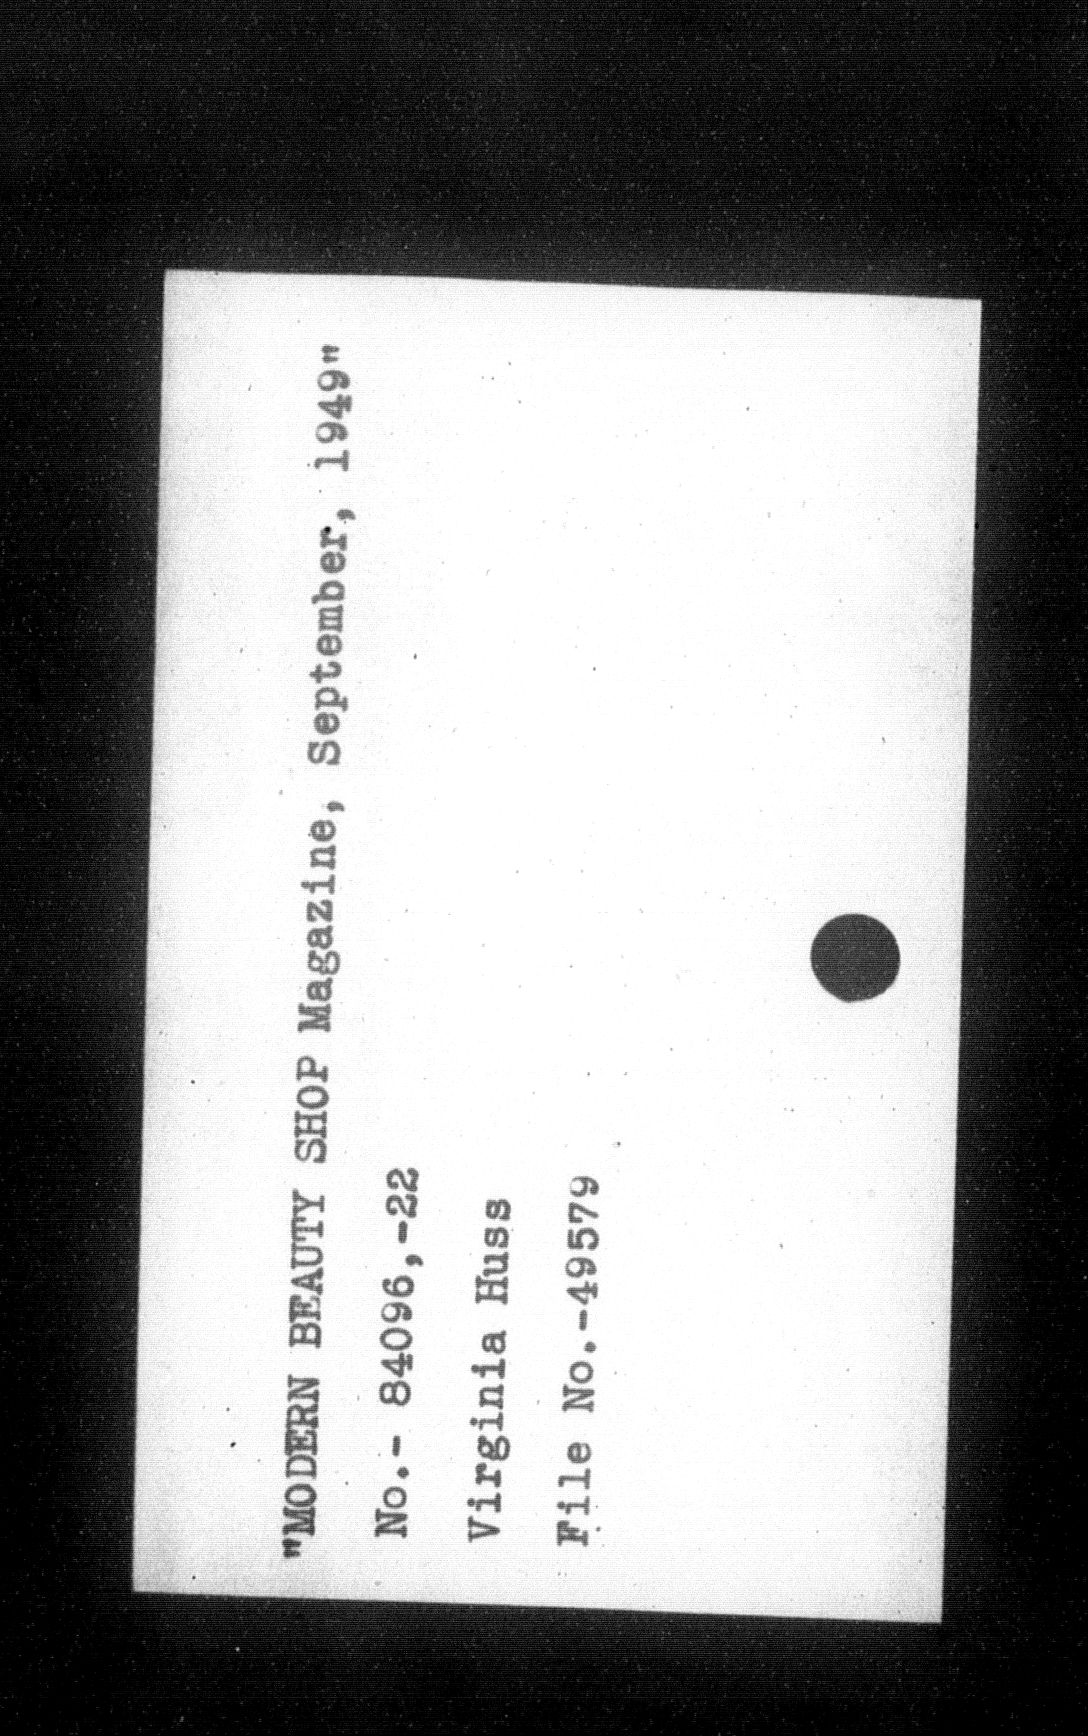 "MODERN BEAUTY SHOP Magazine, September, 1949"
No.- 84096,-22
Virginia Huss
File No.-49579